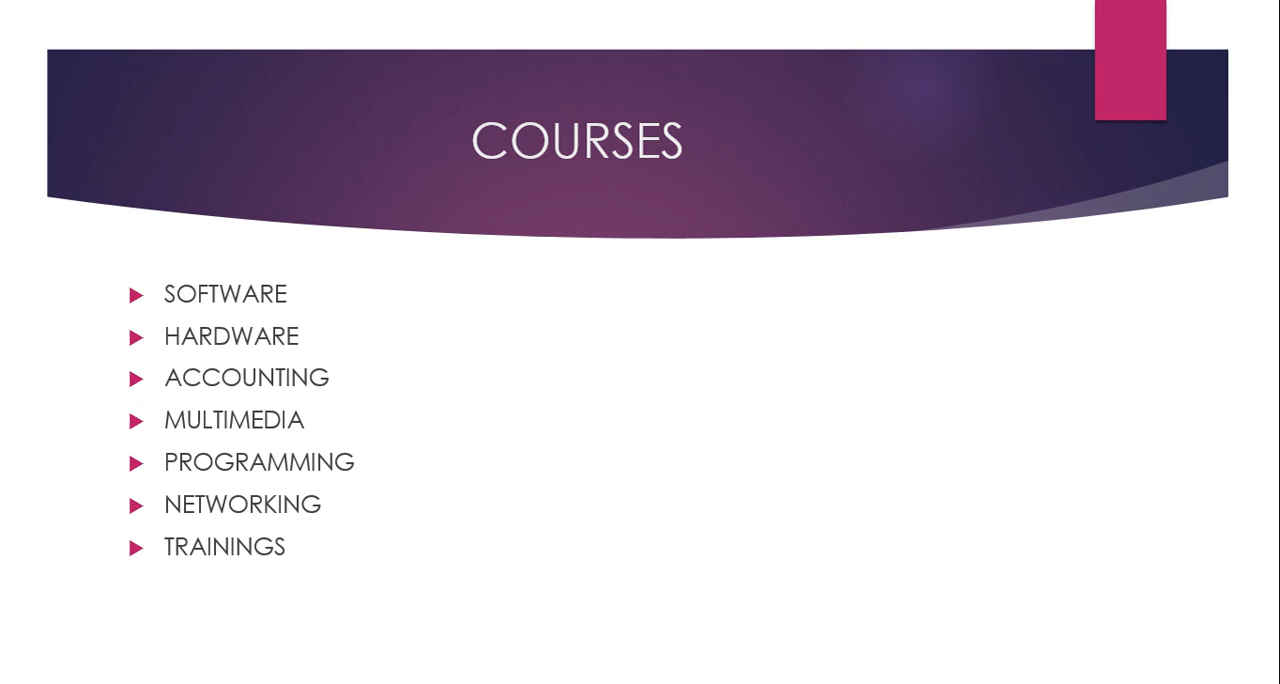 COURSES
SOFTWARE
HARDWARE
ACCOUNTING
MULTIMEDIA
PROGRAMMING
NETWORKING
TRAININGS